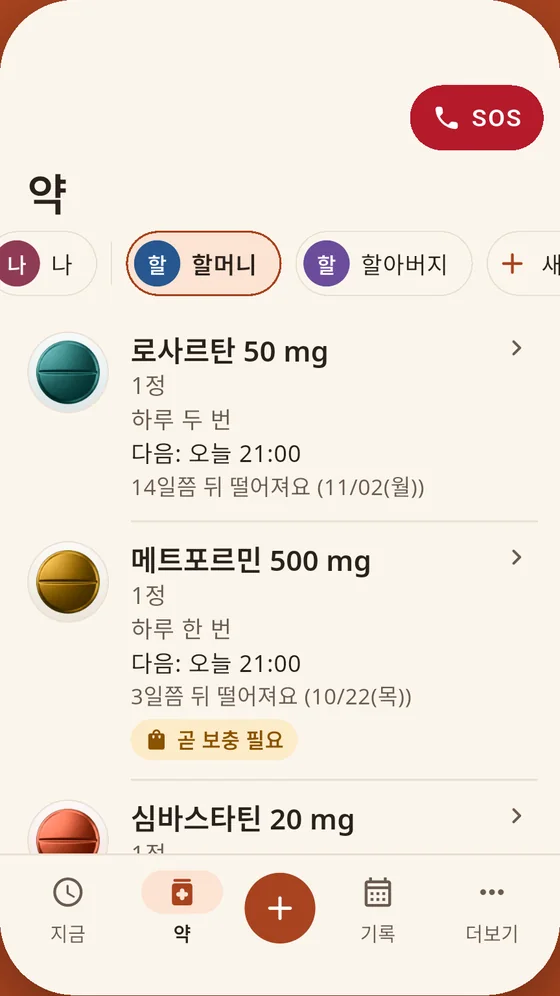 SOS
약
나 나
할 할머니
할 할아버지
새
로사르탄 50 mg
1정
하루 두 번
다음: 오늘 21:00
14일쯤 뒤 떨어져요 (11/02(월))
메트포르민 500 mg
1정
하루 한 번
다음: 오늘 21:00
3일쯤 뒤 떨어져요 (10/22(목))
곧 보충 필요
심바스타틴 20 mg
1정
지금
약
기록
더보기